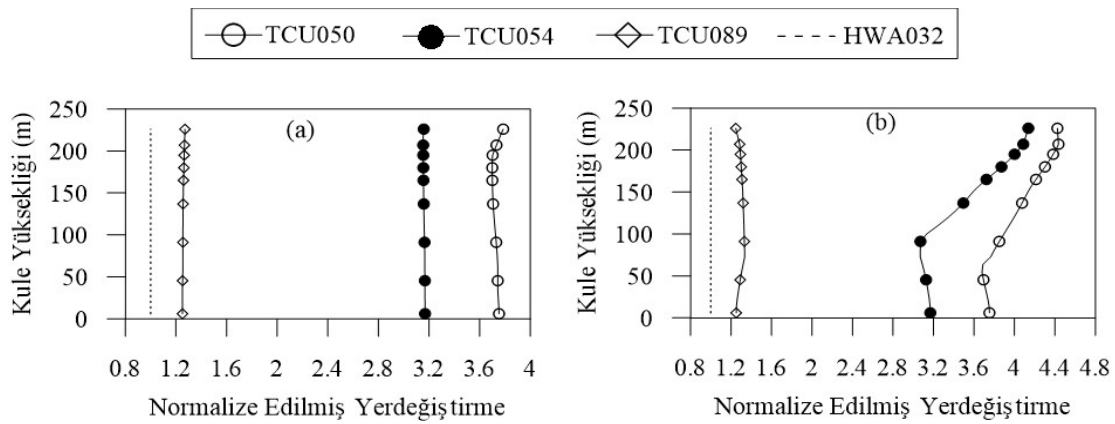 TCU050 TCU054 TCU089 HWA032
(a)
Kule Yüksekliği (m)
250
200
150
100
50
0
0.8 1.2 1.6 2 2.4 2.8 3.2 3.6 4
Normalize Edilmiş Yerdeğiştirme
(b)
Kule Yüksekliği (m)
250
200
150
100
50
0
0.8 1.2 1.6 2 2.4 2.8 3.2 3.6 4 4.4 4.8
Normalize Edilmiş Yerdeğiştirme